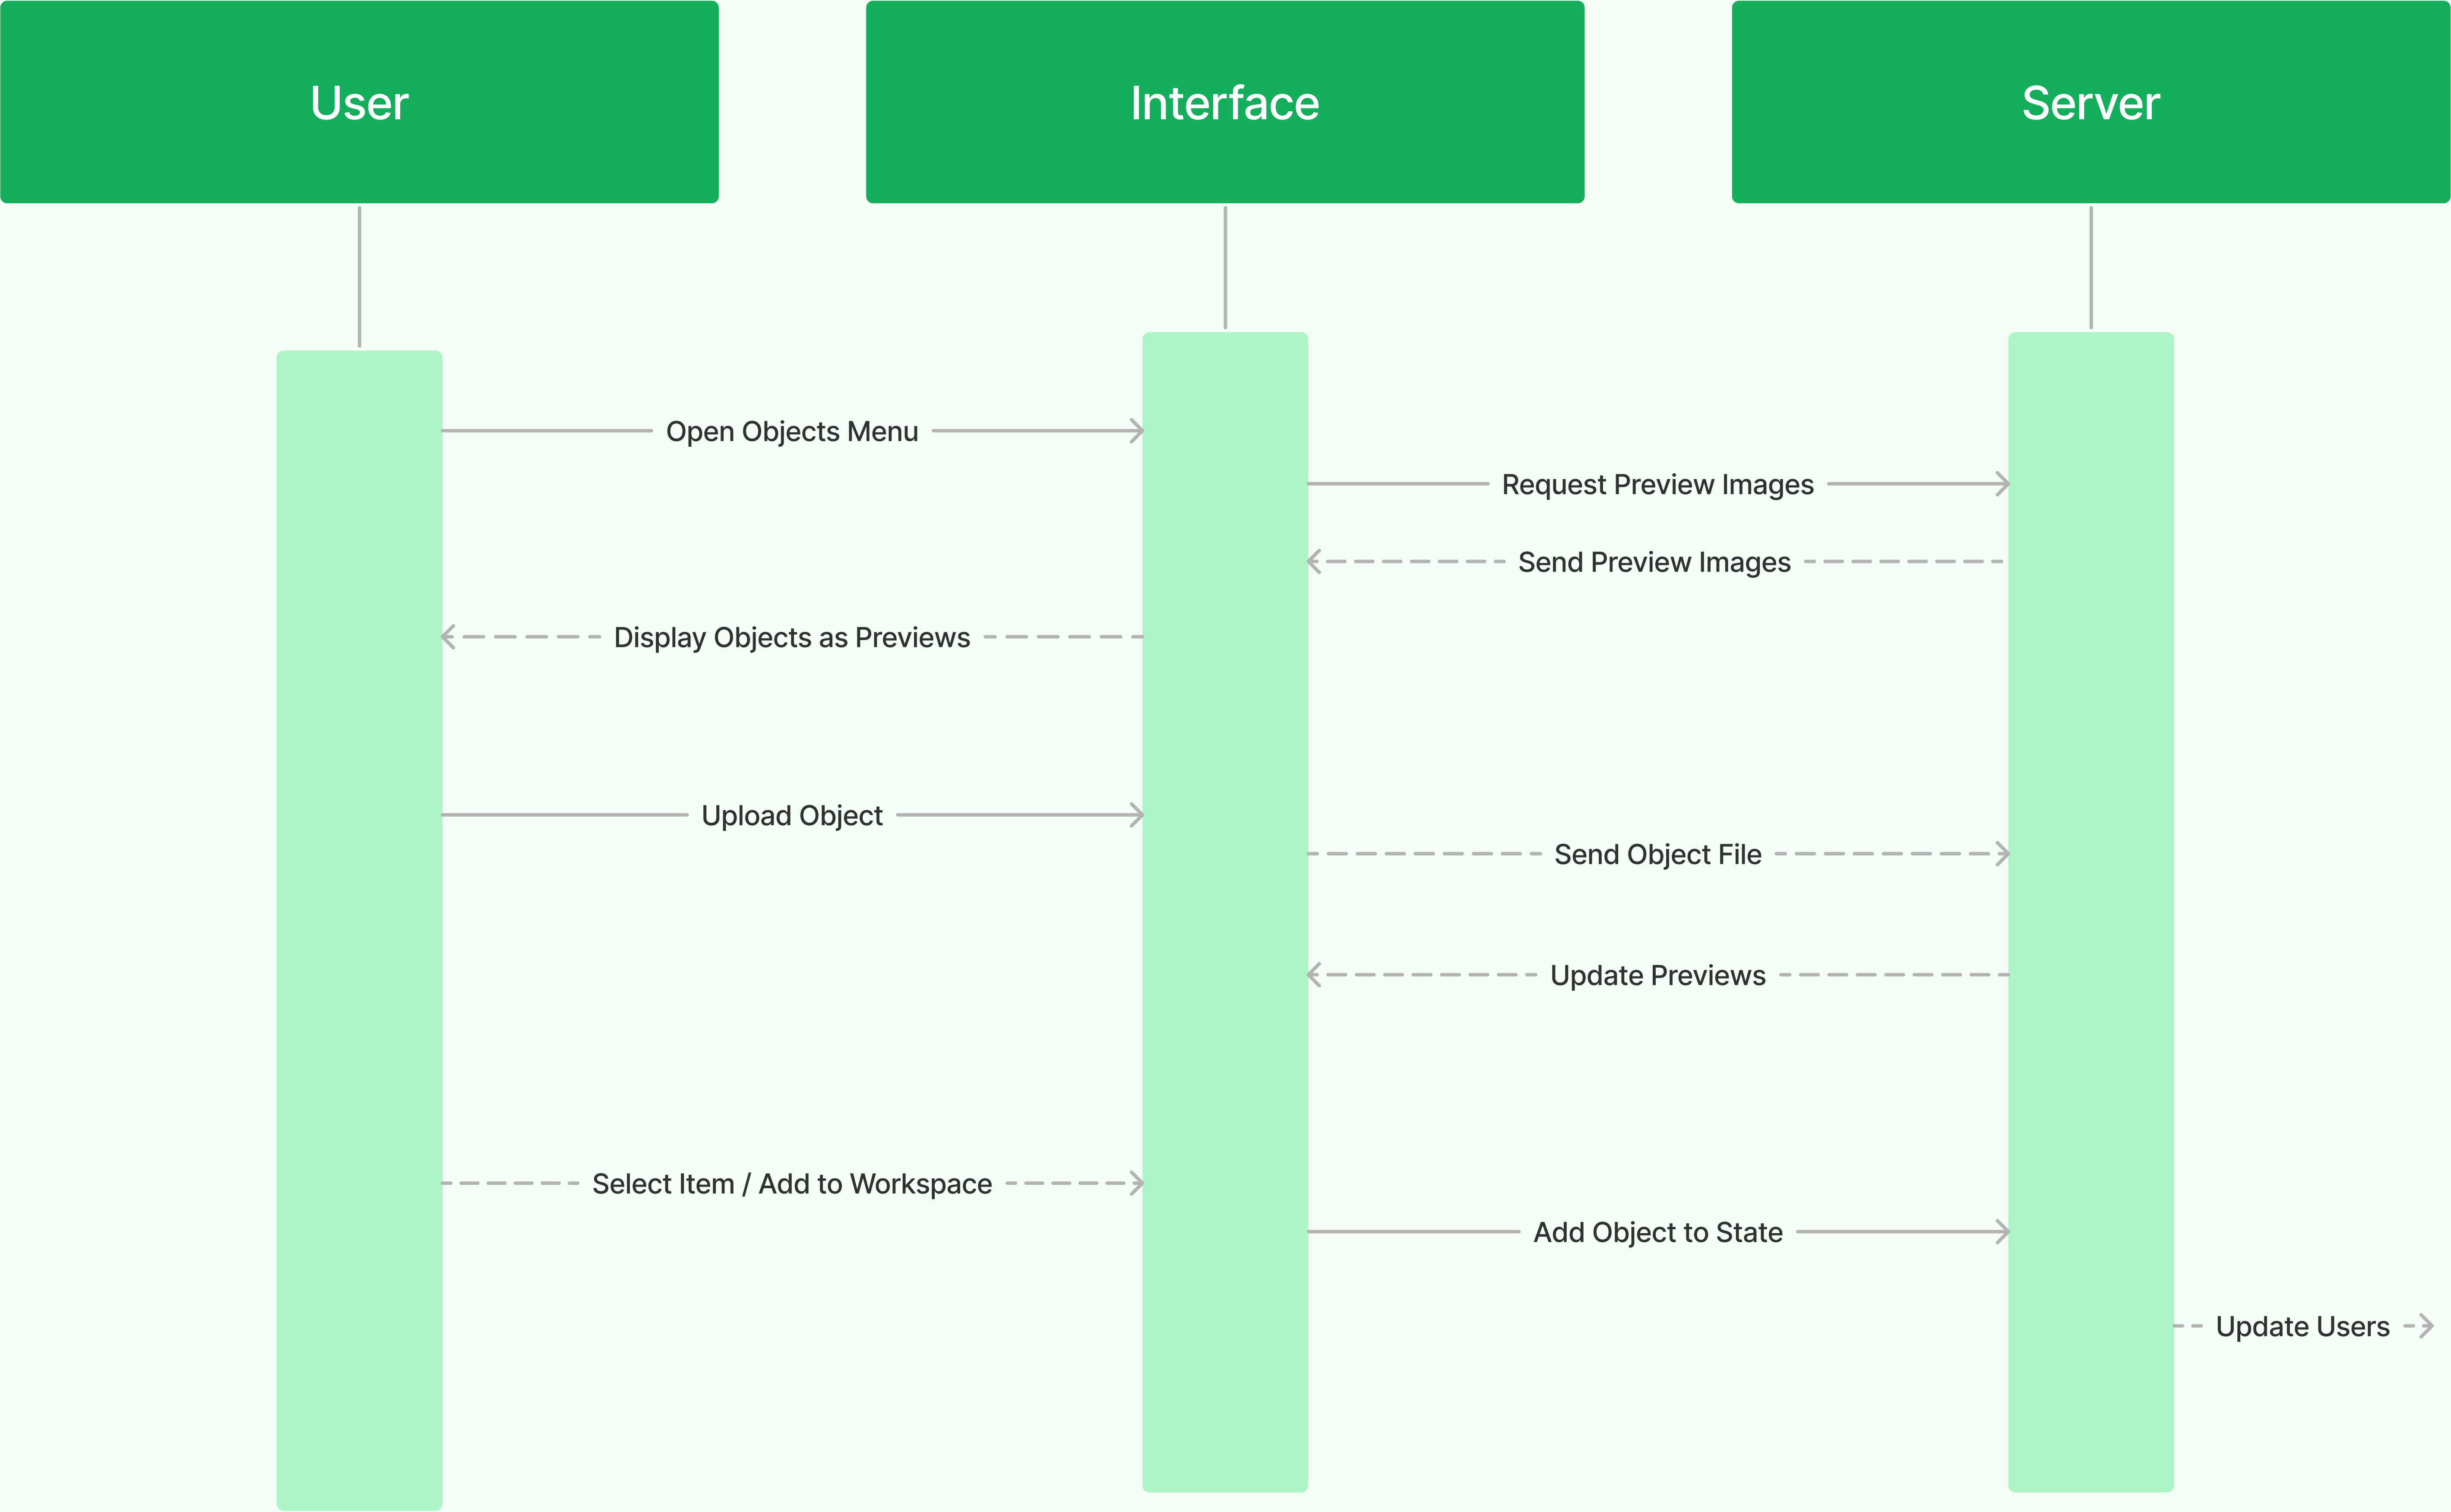 User
Interface
Server
Open Objects Menu
Request Preview Images
Send Preview Images
Display Objects as Previews
Upload Object
Send Object File
Update Previews
Select Item / Add to Workspace
Add Object to State
Update Users